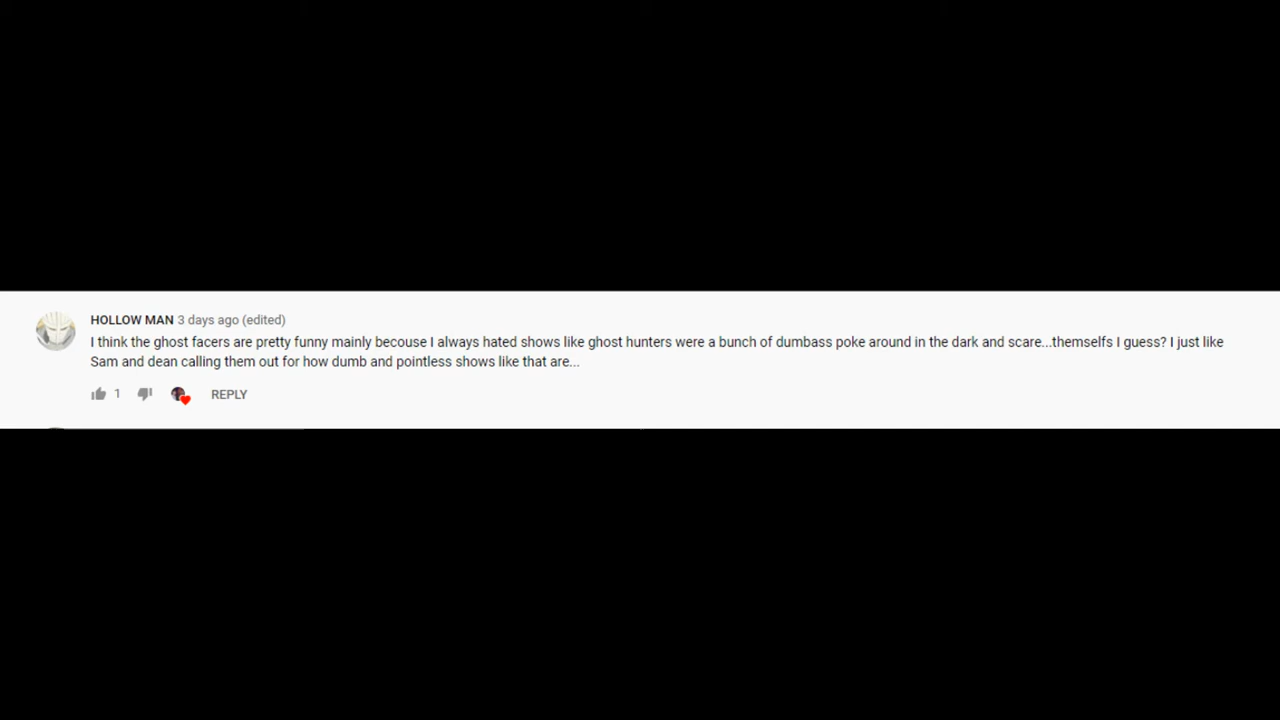 HOLLOW MAN 3 days ago (edited)
I think the ghost facers are pretty funny mainly becouse I always hated shows like ghost hunters were a bunch of dumbass poke around in the dark and scare...themselfs I guess? I just like
Sam and dean calling them out for how dumb and pointless shows like that are...
1 REPLY